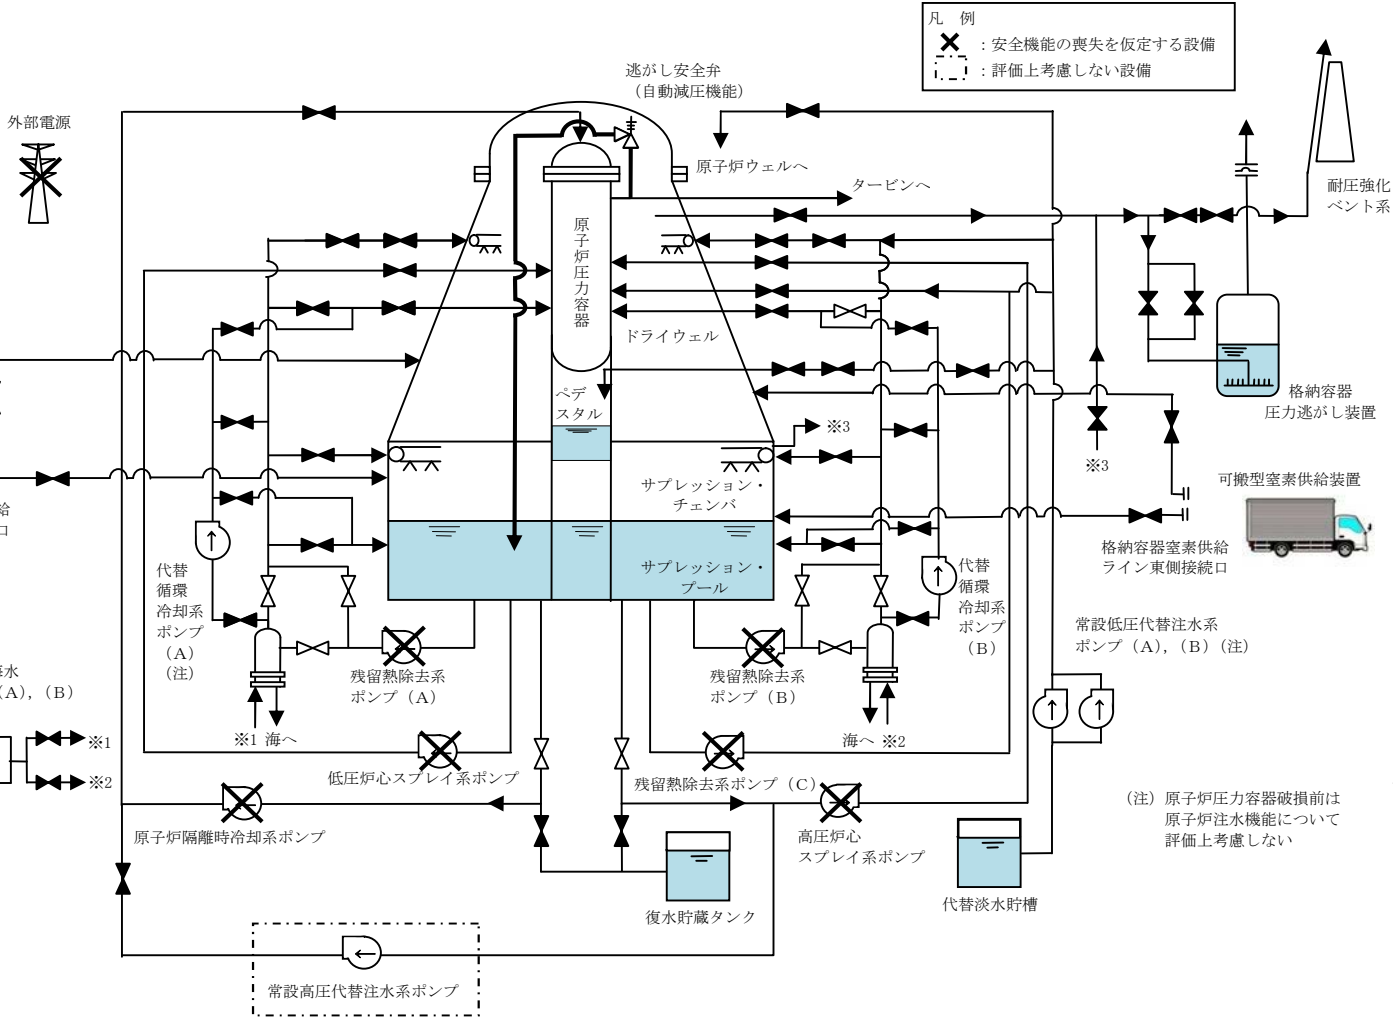 凡 例
：安全機能の喪失を仮定する設備
：評価上考慮しない設備
逃がし安全弁
（自動減圧機能）
外部電源
原子炉ウェルへ
タービンへ
耐圧強化
ベント系
原子炉圧力容器
ドライウェル
ペデ
スタル
格納容器
圧力逃がし装置
※3
※3
サプレッション・
チェンバ
可搬型窒素供給装置
給
口
格納容器窒素供給
ライン東側接続口
サプレッション・
プール
代替
循環
冷却系
ポンプ
（A）
（注）
代替
循環
冷却系
ポンプ
（B）
常設低圧代替注水系
ポンプ（A），（B）（注）
残留熱除去系
ポンプ（A）
残留熱除去系
ポンプ（B）
海水
（A），（B）
※1 海へ
海へ ※2
※1
※2
低圧炉心スプレイ系ポンプ
残留熱除去系ポンプ（C）
（注）原子炉圧力容器破損前は
原子炉注水機能について
評価上考慮しない
原子炉隔離時冷却系ポンプ
高圧炉心
スプレイ系ポンプ
復水貯蔵タンク
代替淡水貯槽
常設高圧代替注水系ポンプ